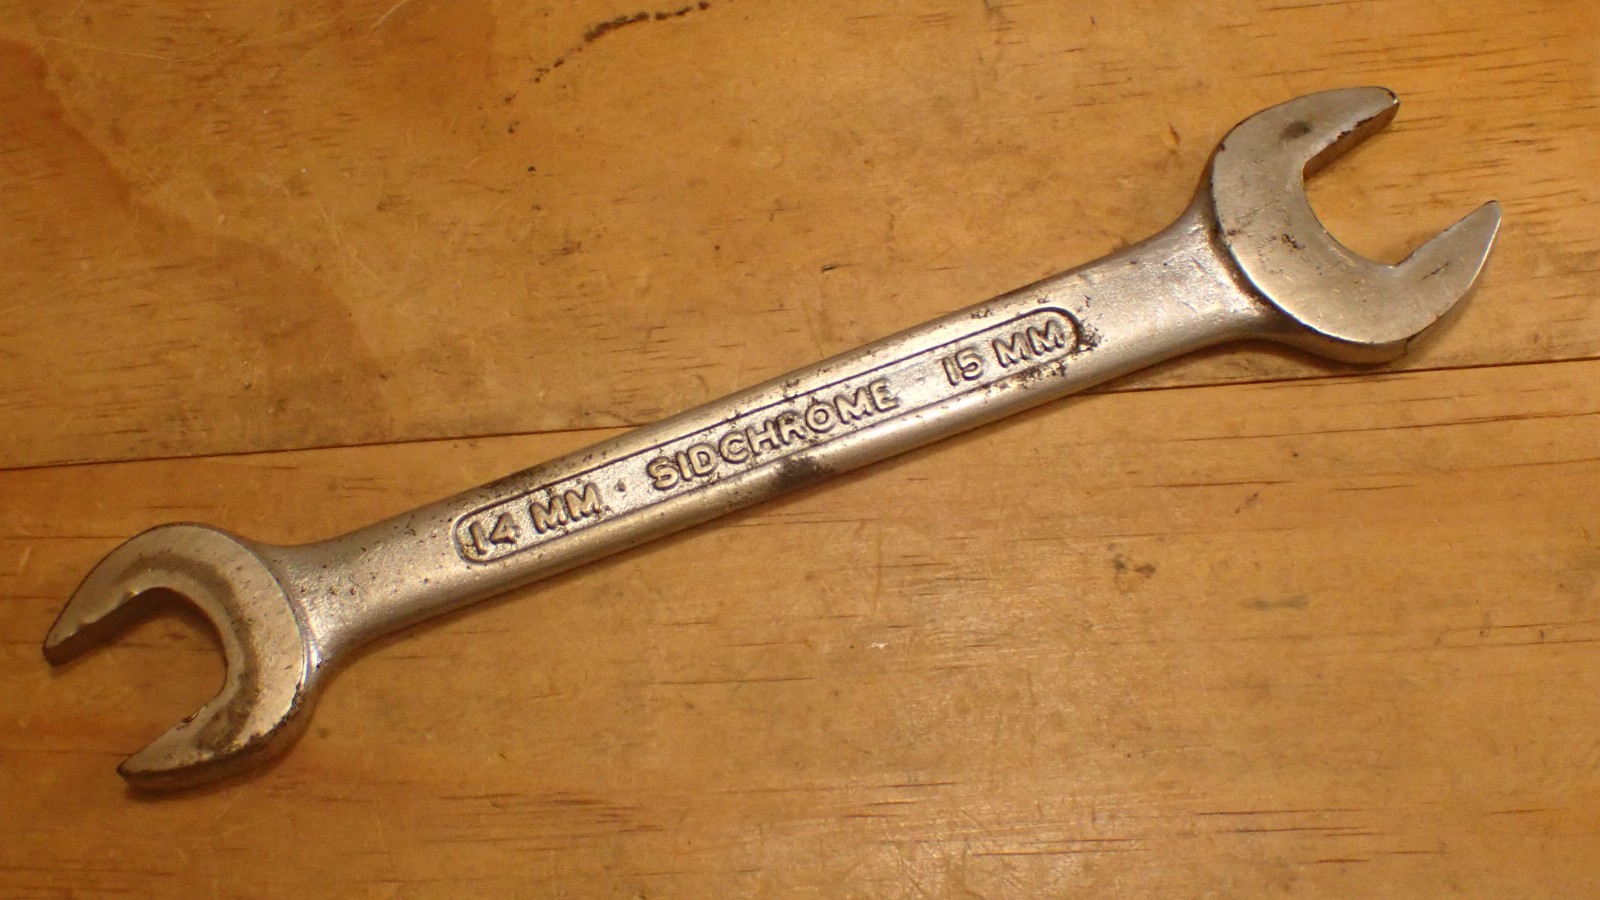 14 MM · SIDCHROME · 15 MM